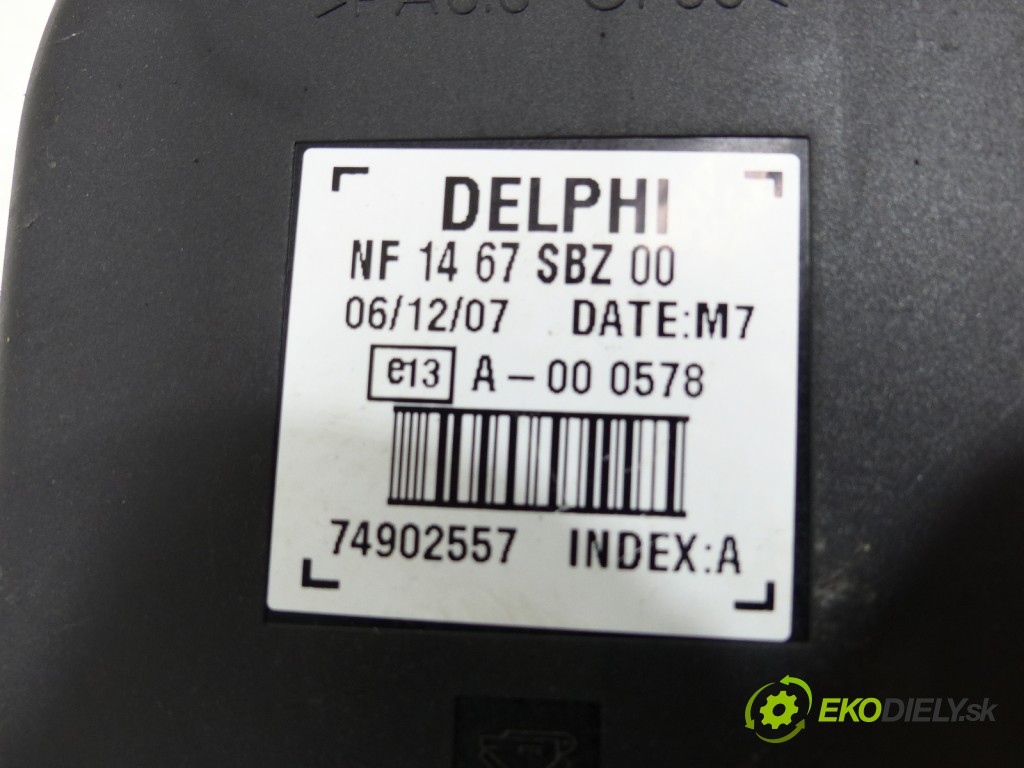 DELPHI
NF 14 67 SBZ 00
06/12/07 DATE:M7
e13 A-00 0578
74902557 INDEX:A
EKODIELY.sk